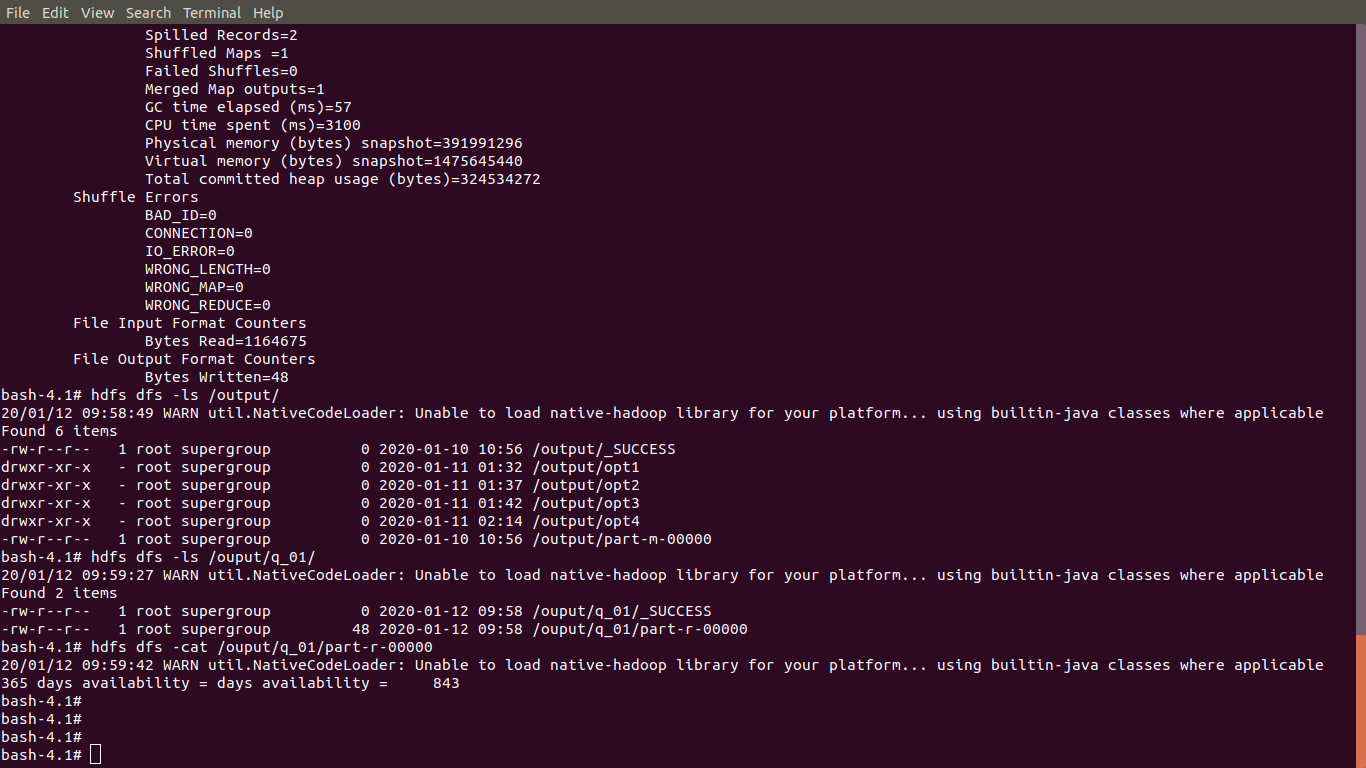 File Edit View Search Terminal Help
Spilled Records=2
Shuffled Maps =1
Failed Shuffles=0
Merged Map outputs=1
GC time elapsed (ms)=57
CPU time spent (ms)=3100
Physical memory (bytes) snapshot=391991296
Virtual memory (bytes) snapshot=1475645440
Total committed heap usage (bytes)=324534272
Shuffle Errors
BAD_ID=0
CONNECTION=0
IO_ERROR=0
WRONG_LENGTH=0
WRONG_MAP=0
WRONG_REDUCE=0
File Input Format Counters
Bytes Read=1164675
File Output Format Counters
Bytes Written=48
bash-4.1# hdfs dfs -ls /output/
20/01/12 09:58:49 WARN util.NativeCodeLoader: Unable to load native-hadoop library for your platform... using builtin-java classes where applicable
Found 6 items
-rw-r--r--   1 root supergroup          0 2020-01-10 10:56 /output/_SUCCESS
drwxr-xr-x   - root supergroup          0 2020-01-11 01:32 /output/opt1
drwxr-xr-x   - root supergroup          0 2020-01-11 01:37 /output/opt2
drwxr-xr-x   - root supergroup          0 2020-01-11 01:42 /output/opt3
drwxr-xr-x   - root supergroup          0 2020-01-11 02:14 /output/opt4
-rw-r--r--   1 root supergroup          0 2020-01-10 10:56 /output/part-m-00000
bash-4.1# hdfs dfs -ls /ouput/q_01/
20/01/12 09:59:27 WARN util.NativeCodeLoader: Unable to load native-hadoop library for your platform... using builtin-java classes where applicable
Found 2 items
-rw-r--r--   1 root supergroup          0 2020-01-12 09:58 /ouput/q_01/_SUCCESS
-rw-r--r--   1 root supergroup         48 2020-01-12 09:58 /ouput/q_01/part-r-00000
bash-4.1# hdfs dfs -cat /ouput/q_01/part-r-00000
20/01/12 09:59:42 WARN util.NativeCodeLoader: Unable to load native-hadoop library for your platform... using builtin-java classes where applicable
365 days availability = days availability =     843
bash-4.1#
bash-4.1#
bash-4.1#
bash-4.1#